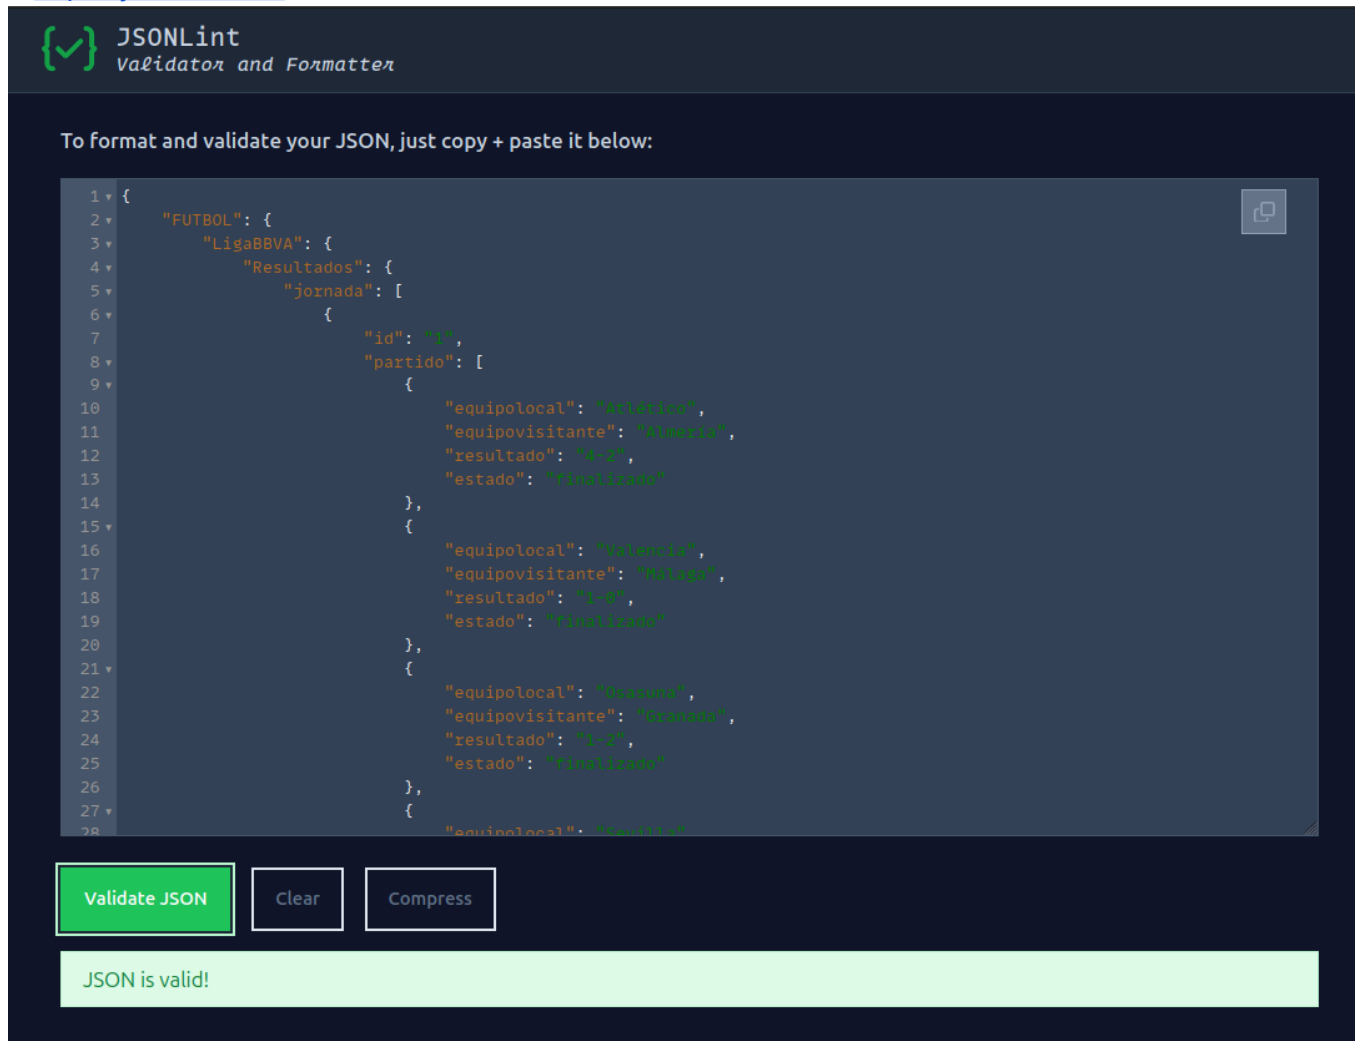 JSONLint
Validator and Formatter
To format and validate your JSON, just copy + paste it below:
1 {
2 "FUTBOL": {
3 "LigaBBVA": {
4 "Resultados": {
5 "jornada": [
6 {
7 "id": "1",
8 "partido": [
9 {
10 "equipolocal": "Atlético",
11 "equipovisitante": "Almería",
12 "resultado": "4-2",
13 "estado": "finalizado"
14 },
15 {
16 "equipolocal": "Valencia",
17 "equipovisitante": "Málaga",
18 "resultado": "1-0",
19 "estado": "finalizado"
20 },
21 {
22 "equipolocal": "Osasuna",
23 "equipovisitante": "Granada",
24 "resultado": "1-2",
25 "estado": "finalizado"
26 },
27 {
28 "equipolocal": "Sevilla"
Validate JSON
Clear
Compress
JSON is valid!